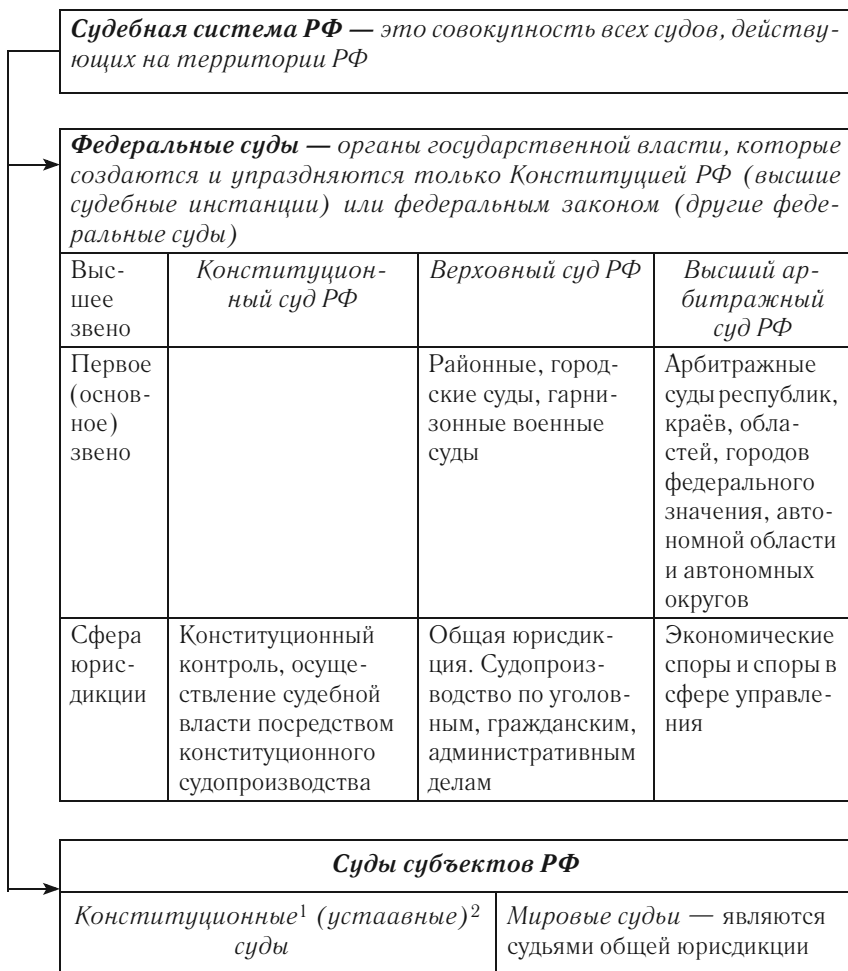 Судебная система РФ — это совокупность всех судов, действу-
ющих на территории РФ
Федеральные суды — органы государственной власти, которые
создаются и упраздняются только Конституцией РФ (высшие
судебные инстанции) или федеральным законом (другие феде-
ральные суды)
Выс-
шее
звено
Конституцион-
ный суд РФ
Верховный суд РФ
Высший ар-
битражный
суд РФ
Первое
(основ-
ное)
звено
Районные, город-
ские суды, гарни-
зонные военные
суды
Арбитражные
суды республик,
краёв, обла-
стей, городов
федерального
значения, авто-
номной области
и автономных
округов
Сфера
юрис-
дикции
Конституционный
контроль, осуще-
ствление судебной
власти посредством
конституционного
судопроизводства
Общая юрисдик-
ция. Судопроиз-
водство по уголов-
ным, гражданским,
административным
делам
Экономические
споры и споры в
сфере управле-
ния
Суды субъектов РФ
Конституционные¹ (устаавные)²
суды
Мировые судьи — являются
судьями общей юрисдикции